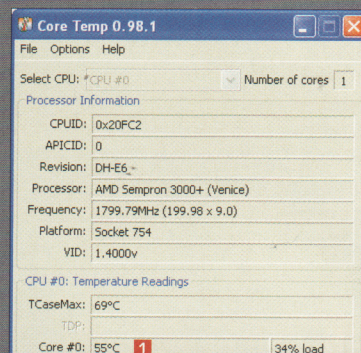 Core Temp 0.98.1
File Options Help
Select CPU: CPU #0 Number of cores 1
Processor Information
CPUID: 0x20FC2
APICID: 0
Revision: DH-E6
Processor: AMD Sempron 3000+ (Venice)
Frequency: 1799.79MHz (199.98 x 9.0)
Platform: Socket 754
VID: 1.4000v
CPU #0: Temperature Readings
TCaseMax: 69°C
TDP:
Core #0: 55°C 1 34% load